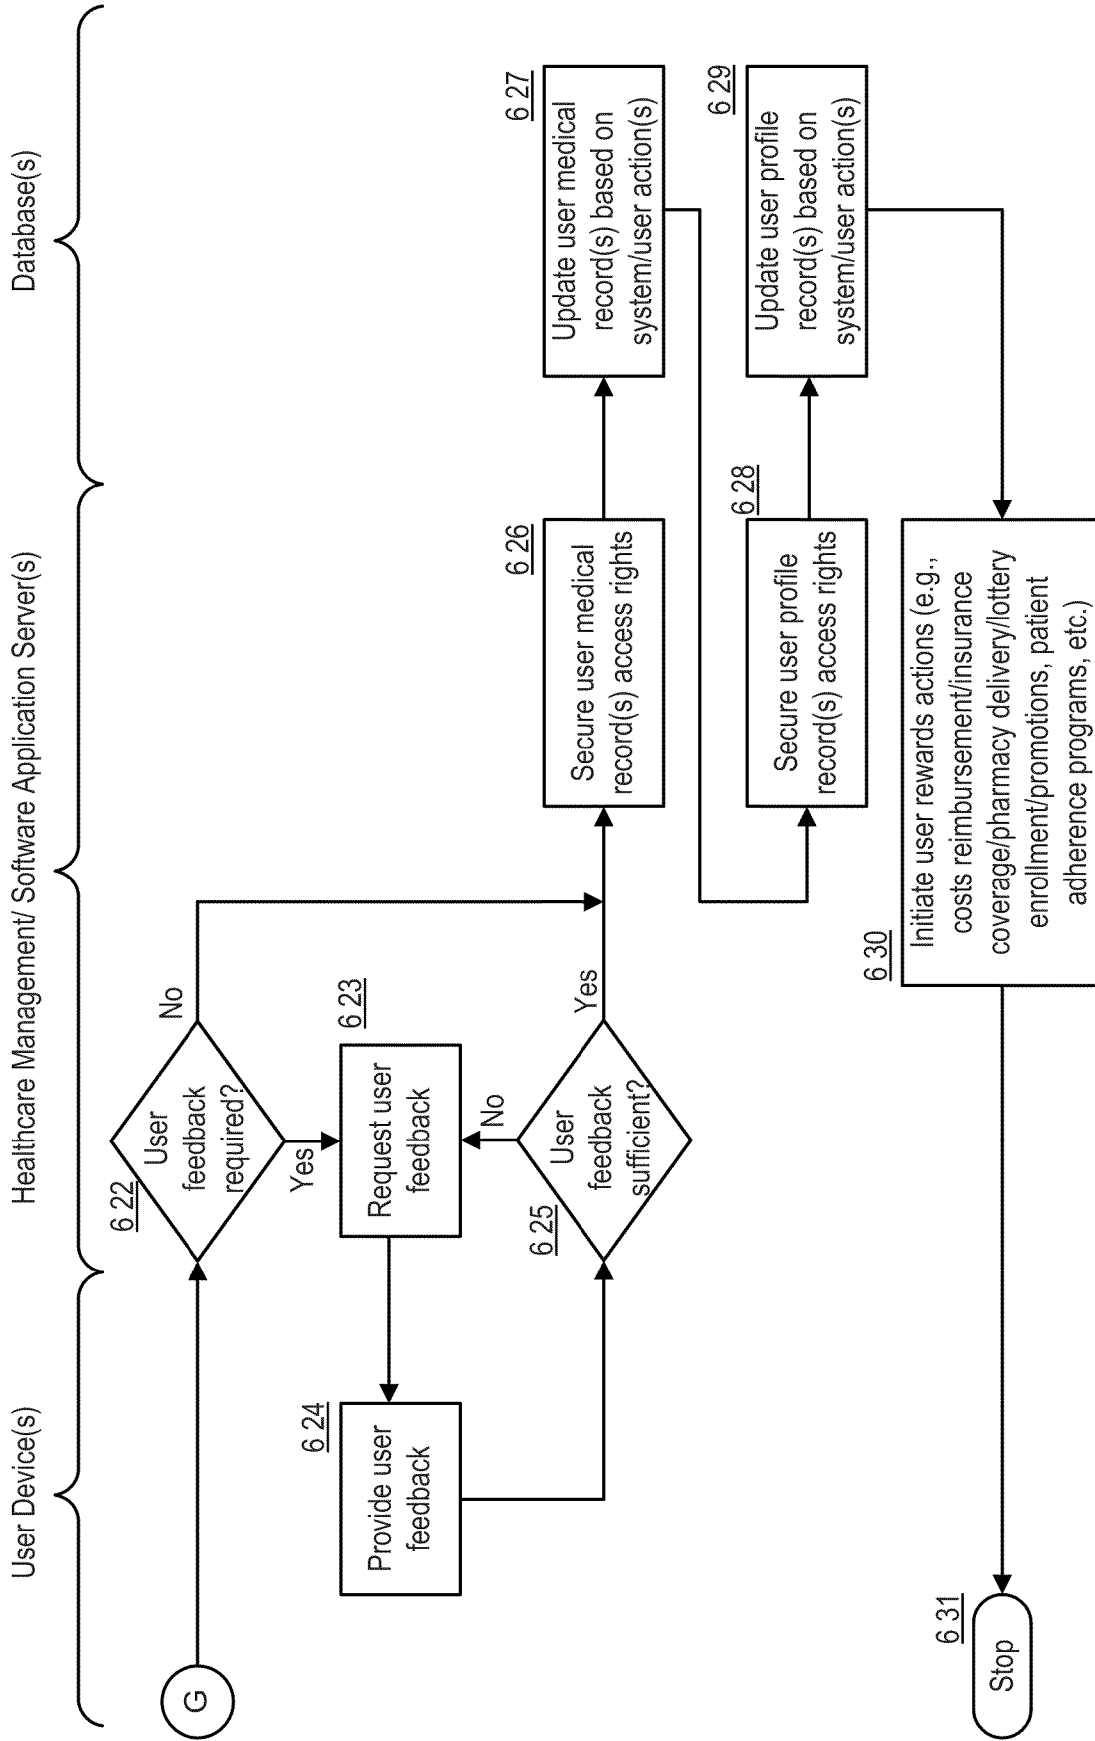 User Device(s)
Healthcare Management/ Software Application Server(s)
Database(s)
G
6 22
User
feedback
required?
No
Yes
6 23
Request user
feedback
6 24
Provide user
feedback
No
6 25
User
feedback
sufficient?
Yes
6 26
Secure user medical
record(s) access rights
6 27
Update user medical
record(s) based on
system/user action(s)
6 28
Secure user profile
record(s) access rights
6 29
Update user profile
record(s) based on
system/user action(s)
6 30
Initiate user rewards actions (e.g.,
costs reimbursement/insurance
coverage/pharmacy delivery/lottery
enrollment/promotions, patient
adherence programs, etc.)
6 31
Stop